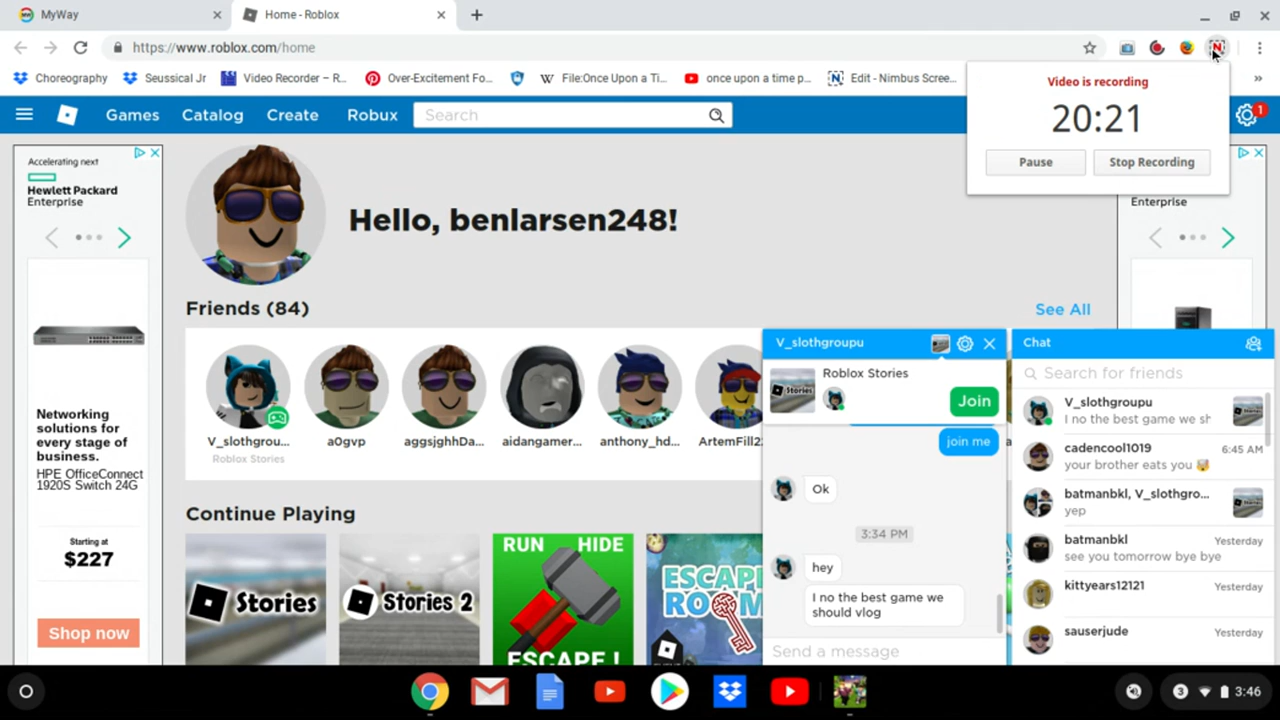 MyWay
Home - Roblox
https://www.roblox.com/home
Choreography
Seussical Jr
Video Recorder – R...
Over-Excitement Fo...
File:Once Upon a Ti...
once upon a time p...
Edit - Nimbus Scree...
»
Video is recording
20:21
Pause
Stop Recording
Games
Catalog
Create
Robux
Search
1
Accelerating next
Hewlett Packard
Enterprise
Networking
solutions for
every stage of
business.
HPE OfficeConnect
1920S Switch 24G
Starting at
$227
Shop now
Hello, benlarsen248!
Friends (84)
See All
V_slothgrou...
Roblox Stories
a0gvp
aggsjghhDa...
aidangamer...
anthony_hd...
ArtemFill2
Continue Playing
Stories
Stories 2
RUN HIDE
ESCAPE !
ESCAPE
ROOM
Enterprise
V_slothgroupu
Roblox Stories
Stories
Join
join me
Ok
3:34 PM
hey
I no the best game we
should vlog
Send a message
Chat
Search for friends
V_slothgroupu
I no the best game we sh
cadencool1019
6:45 AM
your brother eats you 🤯
batmanbkl, V_slothgro...
yep
batmanbkl
Yesterday
see you tomorrow bye bye
kittyears12121
Yesterday
sauserjude
Yesterday
3
3:46